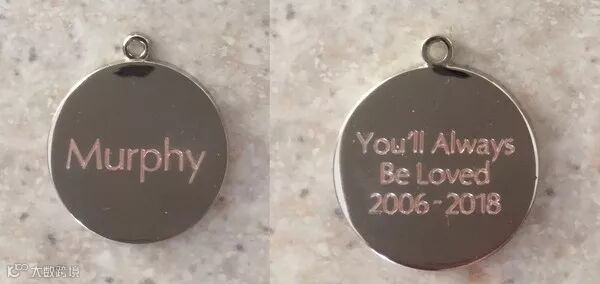 Murphy
You'll Always
Be Loved
2006-2018
大数跨境